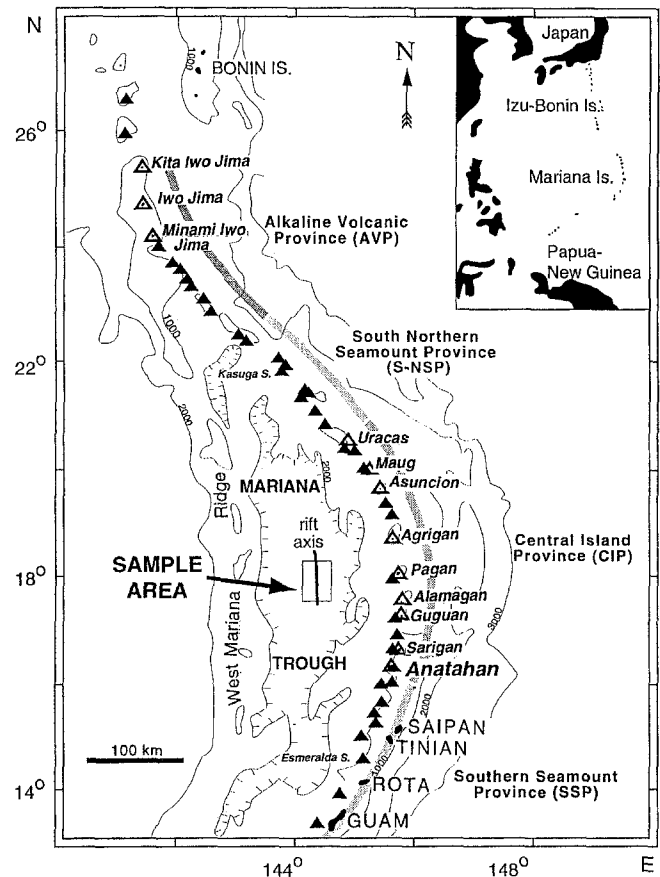 N
BONIN IS.
1000
26°
Kita Iwo Jima
Iwo Jima
Minami Iwo
Jima
N
Japan
Izu-Bonin Is.
Mariana Is.
Papua-
New Guinea
Alkaline Volcanic
Province (AVP)
1000
22°
2000
Kasuga S.
South Northern
Seamount Province
(S-NSP)
Uracas
Maug
Asuncion
MARIANA
2000
Ridge
rift
axis
Agrigan
Central Island
Province (CIP)
18°
SAMPLE
AREA
Pagan
Alamagan
Guguan
3000
Sarigan
Anatahan
West Mariana
TROUGH
2000
SAIPAN
TINIAN
100 km
Esmeralda S.
1000
ROTA
Southern Seamount
Province (SSP)
14°
GUAM
144°
148°
E